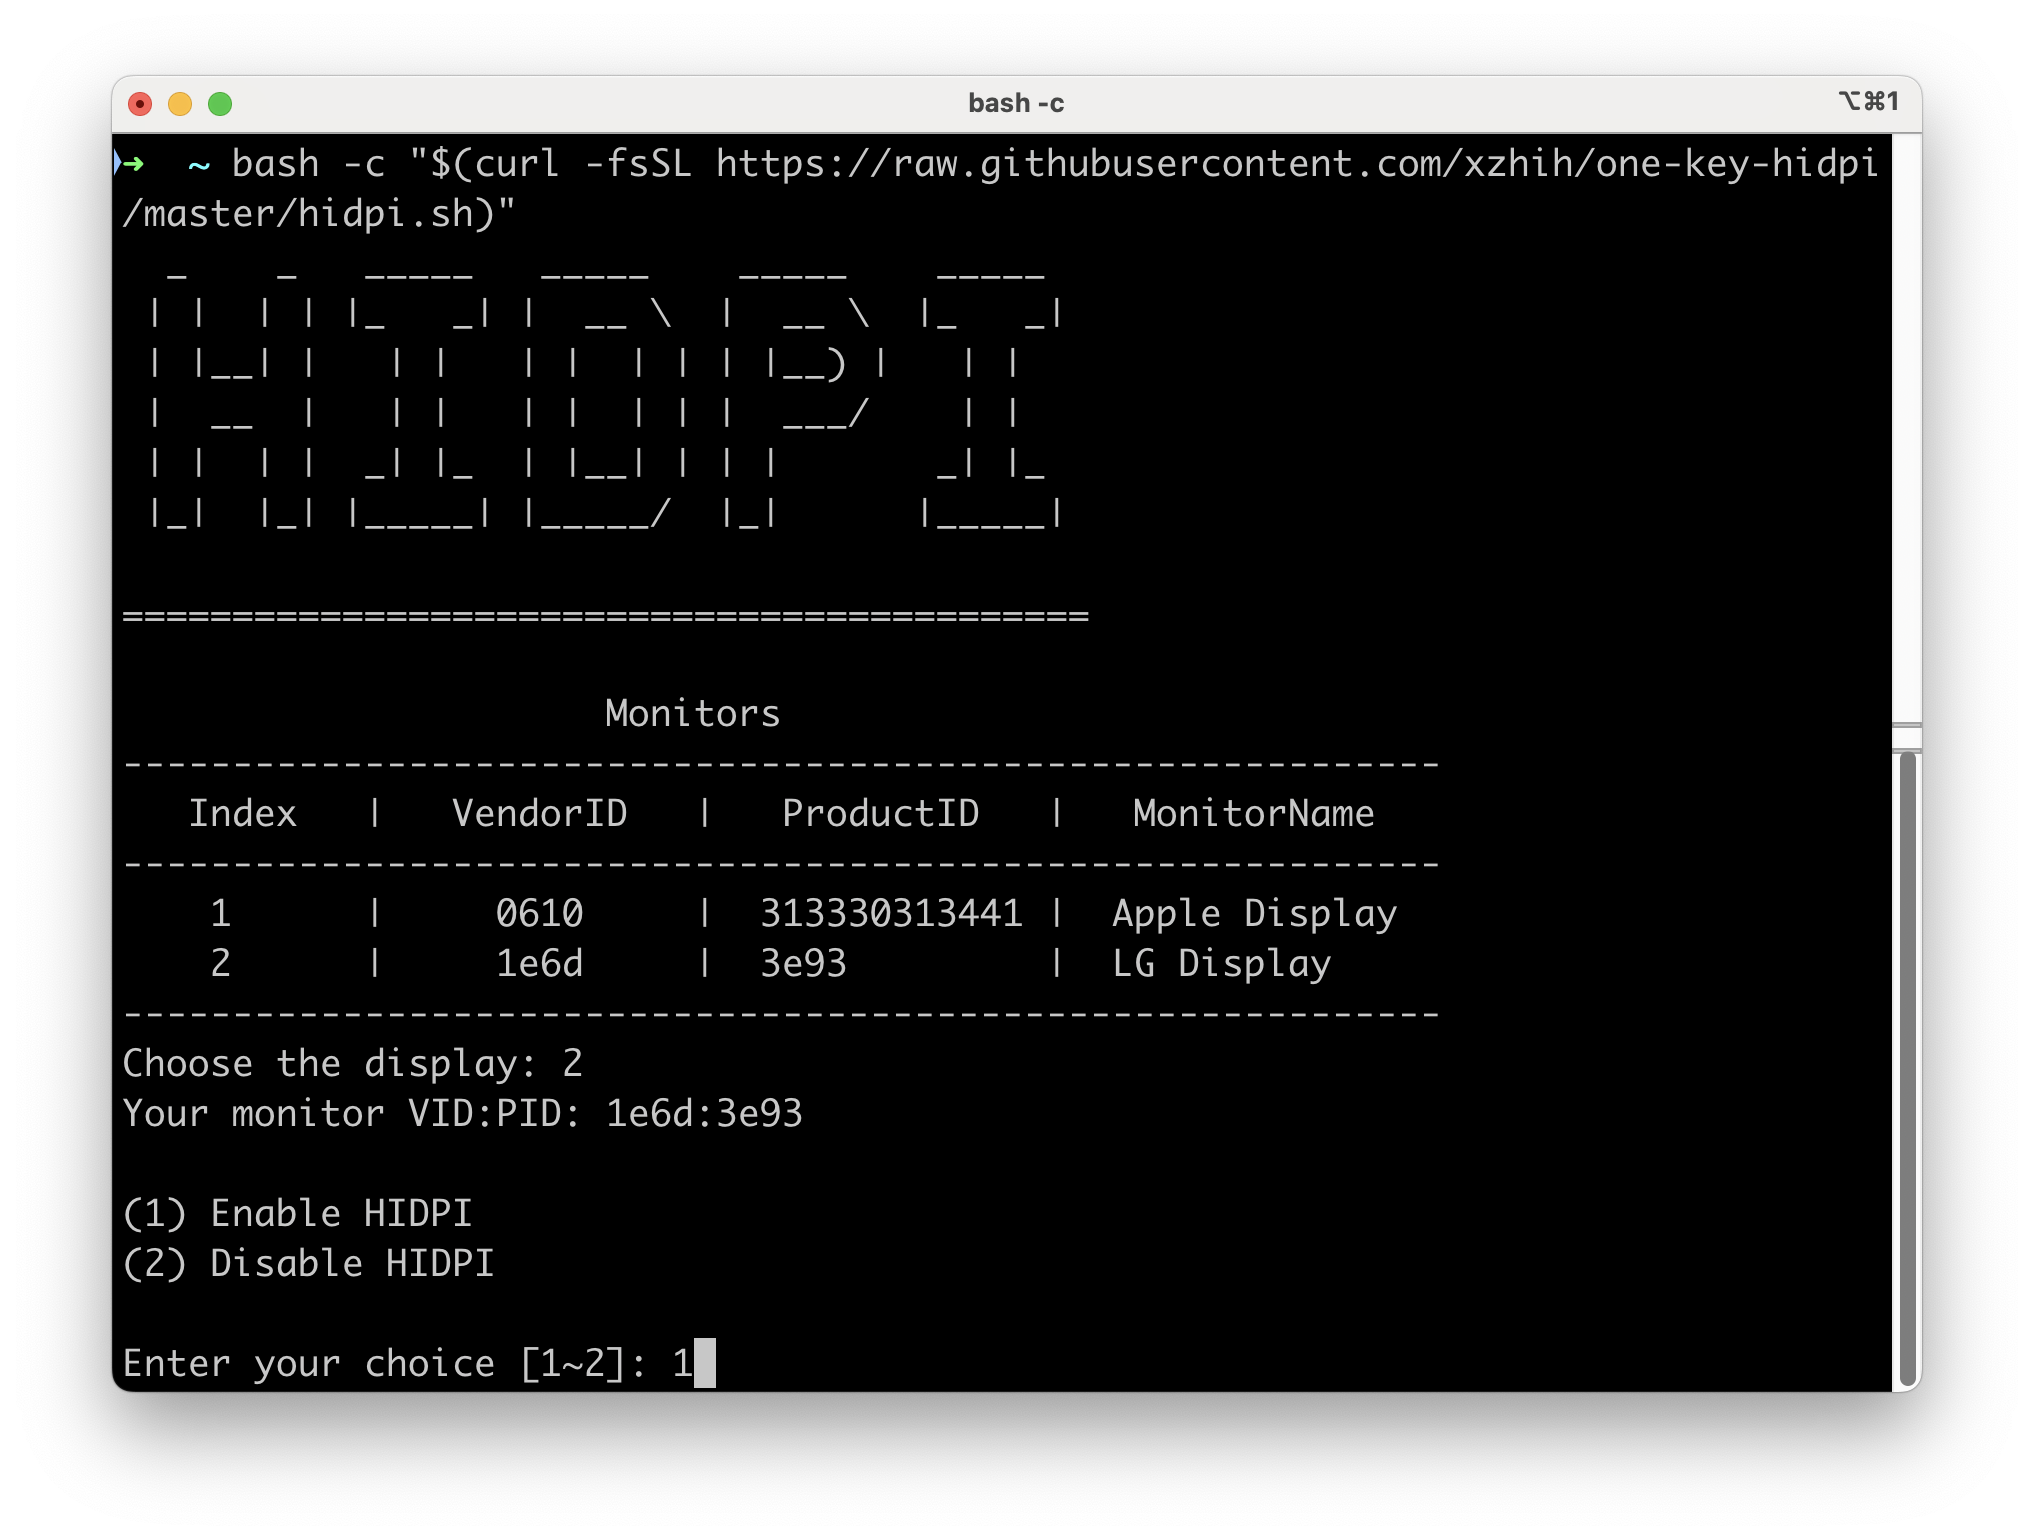 bash -c
⌥⌘1
➜  ~ bash -c "$(curl -fsSL https://raw.githubusercontent.com/xzhih/one-key-hidpi
/master/hidpi.sh)"
  _    _   _____   _____    _____    _____
 | |  | | |_   _| |  __ \  |  __ \  |_   _|
 | |__| |   | |   | |  | | | |__) |   | |
 |  __  |   | |   | |  | | |  ___/    | |
 | |  | |  _| |_  | |__| | | |       _| |_
 |_|  |_| |_____| |_____/  |_|      |_____|
============================================
                      Monitors
------------------------------------------------------------
   Index   |   VendorID   |   ProductID   |   MonitorName
------------------------------------------------------------
    1      |     0610     |  313330313441 |  Apple Display
    2      |     1e6d     |  3e93         |  LG Display
------------------------------------------------------------
Choose the display: 2
Your monitor VID:PID: 1e6d:3e93
(1) Enable HIDPI
(2) Disable HIDPI
Enter your choice [1~2]: 1